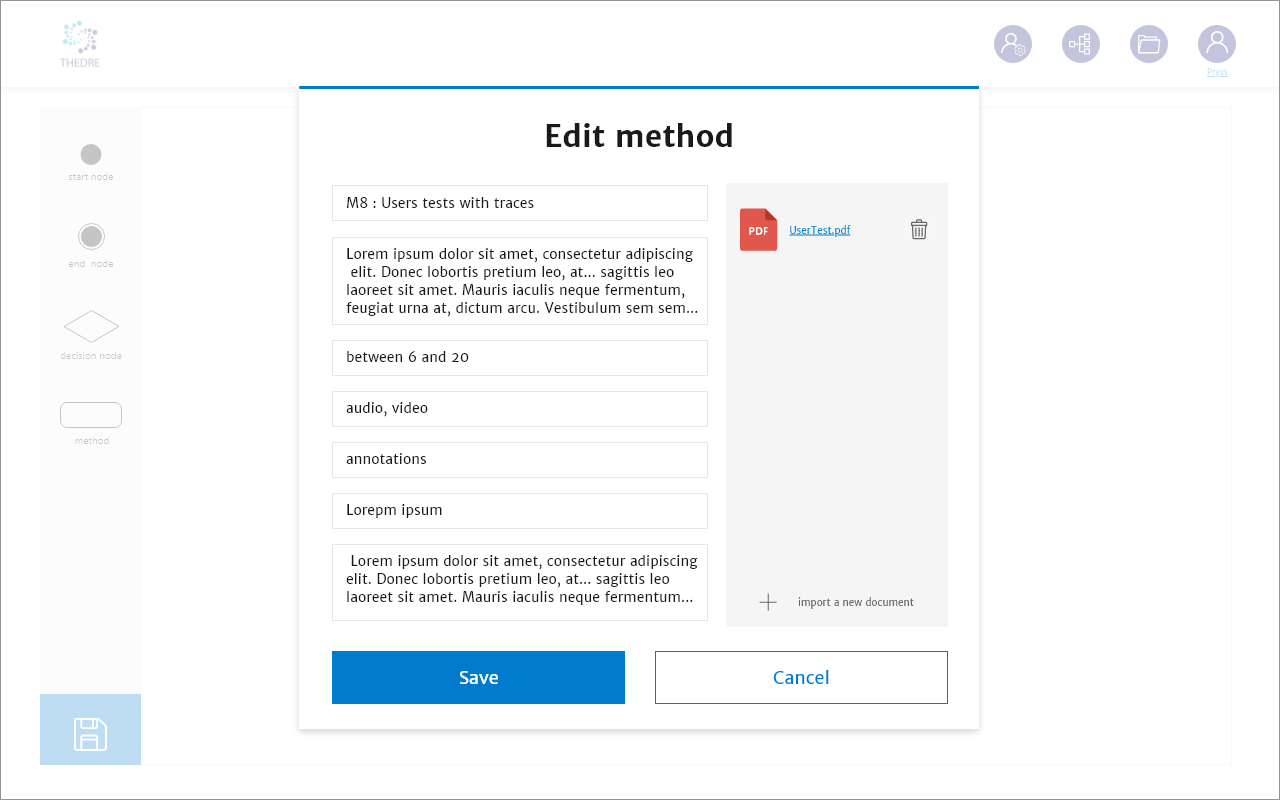 THEDRE
Pryxs
start node
end node
decision node
method
Edit method
M8 : Users tests with traces
Lorem ipsum dolor sit amet, consectetur adipiscing
elit. Donec lobortis pretium leo, at... sagittis leo
laoreet sit amet. Mauris iaculis neque fermentum,
feugiat urna at, dictum arcu. Vestibulum sem sem...
between 6 and 20
audio, video
annotations
Lorepm ipsum
Lorem ipsum dolor sit amet, consectetur adipiscing
elit. Donec lobortis pretium leo, at... sagittis leo
laoreet sit amet. Mauris iaculis neque fermentum...
PDF
UserTest.pdf
import a new document
Save
Cancel